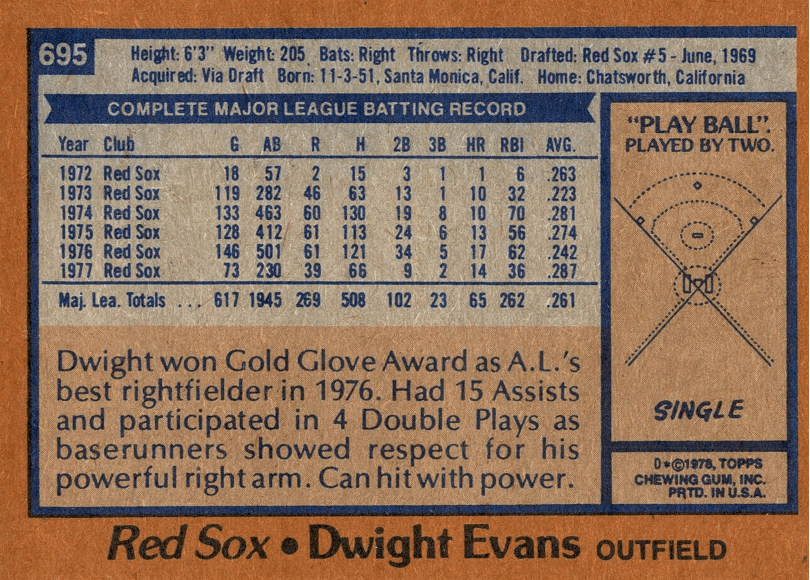 695
Height: 6'3" Weight: 205 Bats: Right Throws: Right Drafted: Red Sox #5 - June, 1969
Acquired: Via Draft Born: 11-3-51, Santa Monica, Calif. Home: Chatsworth, California
COMPLETE MAJOR LEAGUE BATTING RECORD
Year Club G AB R H 2B 3B HR RBI AVG.
1972 Red Sox 18 57 2 15 3 1 1 6 .263
1973 Red Sox 119 282 46 63 13 1 10 32 .223
1974 Red Sox 133 463 60 130 19 8 10 70 .281
1975 Red Sox 128 412 61 113 24 6 13 56 .274
1976 Red Sox 146 501 61 121 34 5 17 62 .242
1977 Red Sox 73 230 39 66 9 2 14 36 .287
Maj. Lea. Totals ... 617 1945 269 508 102 23 65 262 .261
Dwight won Gold Glove Award as A.L.'s
best rightfielder in 1976. Had 15 Assists
and participated in 4 Double Plays as
baserunners showed respect for his
powerful right arm. Can hit with power.
"PLAY BALL".
PLAYED BY TWO.
SINGLE
D*©1978, TOPPS
CHEWING GUM, INC.
PRTD. IN U.S.A.
Red Sox • Dwight Evans OUTFIELD